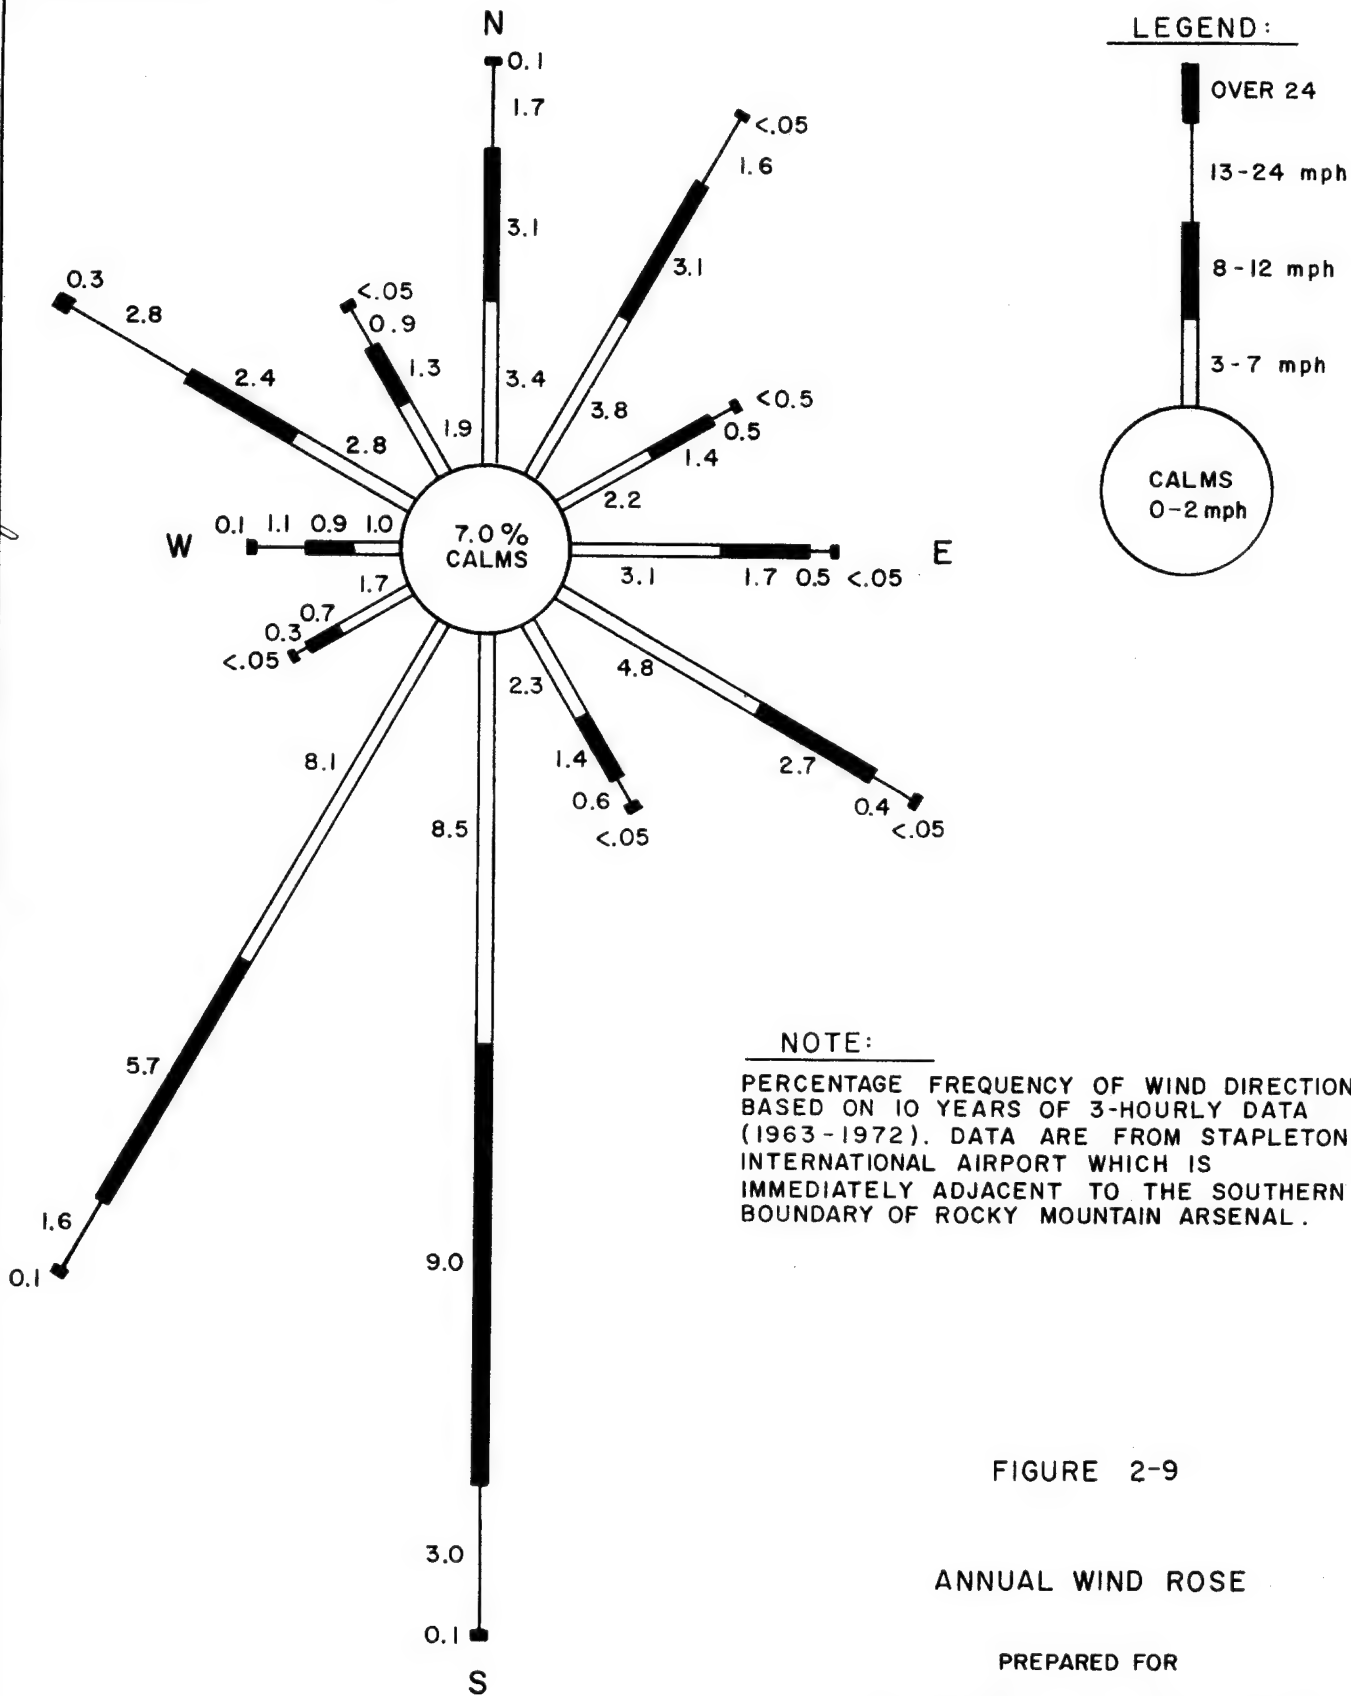 N
0.1
1.7
3.1
3.4
<.05
1.6
3.1
3.8
<0.5
0.5
1.4
2.2
E
3.1 1.7 0.5 <.05
4.8
2.7
0.4
<.05
2.3
1.4
0.6
<.05
8.5
9.0
3.0
0.1
S
8.1
5.7
1.6
0.1
1.7
0.7
0.3
<.05
W
0.1 1.1 0.9 1.0
0.3
2.8
2.4
2.8
<.05
0.9
1.3
1.9
7.0%
CALMS
LEGEND:
OVER 24
13-24 mph
8-12 mph
3-7 mph
CALMS
0-2 mph
NOTE:
PERCENTAGE FREQUENCY OF WIND DIRECTION
BASED ON 10 YEARS OF 3-HOURLY DATA
(1963-1972). DATA ARE FROM STAPLETON
INTERNATIONAL AIRPORT WHICH IS
IMMEDIATELY ADJACENT TO THE SOUTHERN
BOUNDARY OF ROCKY MOUNTAIN ARSENAL.
FIGURE 2-9
ANNUAL WIND ROSE
PREPARED FOR